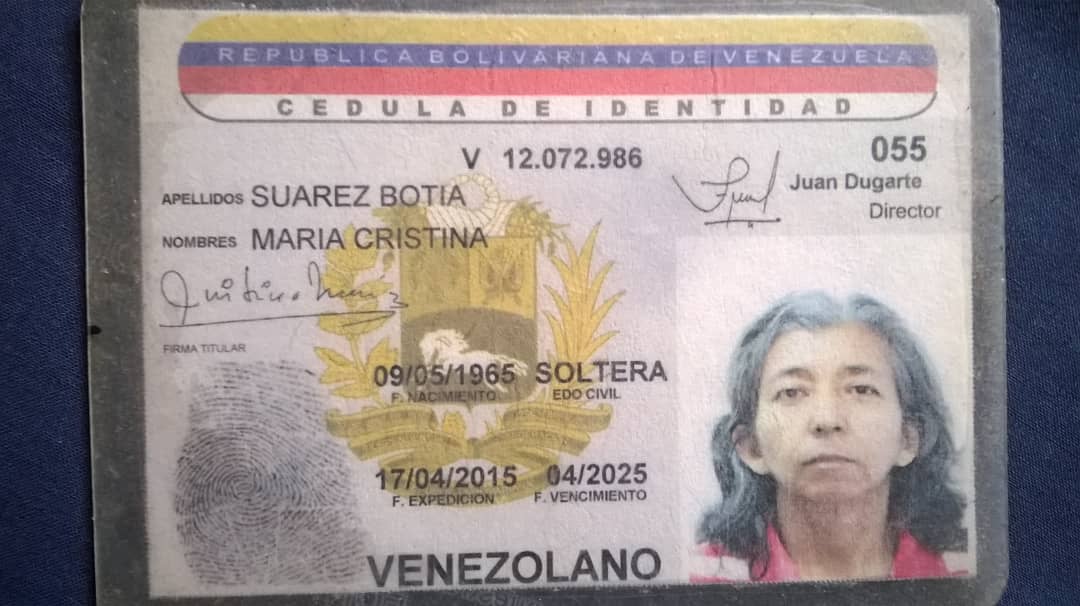 REPUBLICA BOLIVARIANA DE VENEZUELA
CEDULA DE IDENTIDAD
V 12.072.986
055
Juan Dugarte
Director
APELLIDOS SUAREZ BOTIA
NOMBRES MARIA CRISTINA
FIRMA TITULAR
09/05/1965 SOLTERA
F. NACIMIENTO EDO CIVIL
17/04/2015 04/2025
F. EXPEDICION F. VENCIMIENTO
VENEZOLANO